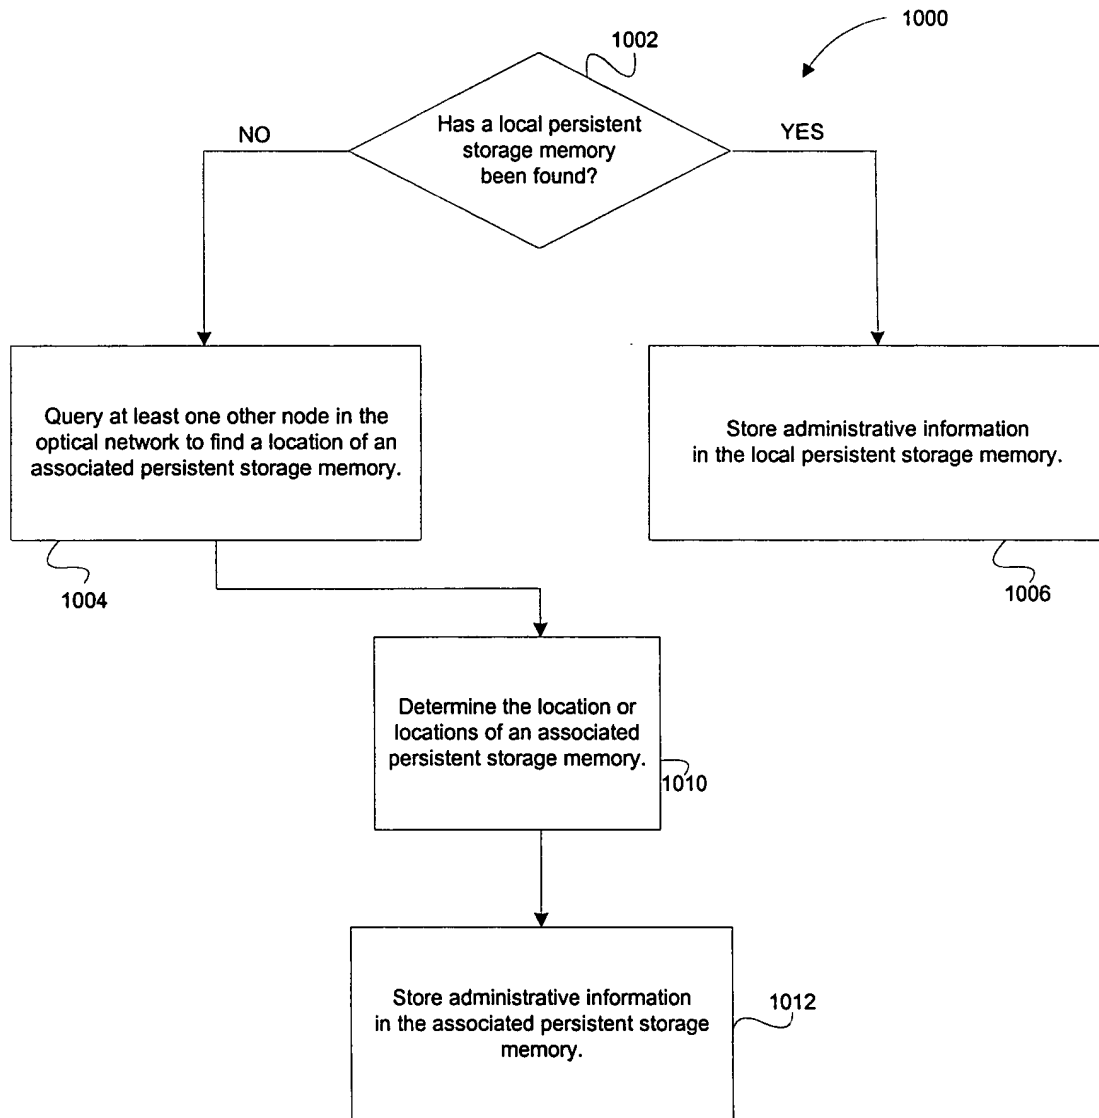 1000
1002
Has a local persistent
storage memory
been found?
NO
YES
Query at least one other node in the
optical network to find a location of an
associated persistent storage memory.
Store administrative information
in the local persistent storage memory.
1004
1006
Determine the location or
locations of an associated
persistent storage memory.
1010
Store administrative information
in the associated persistent storage
memory.
1012